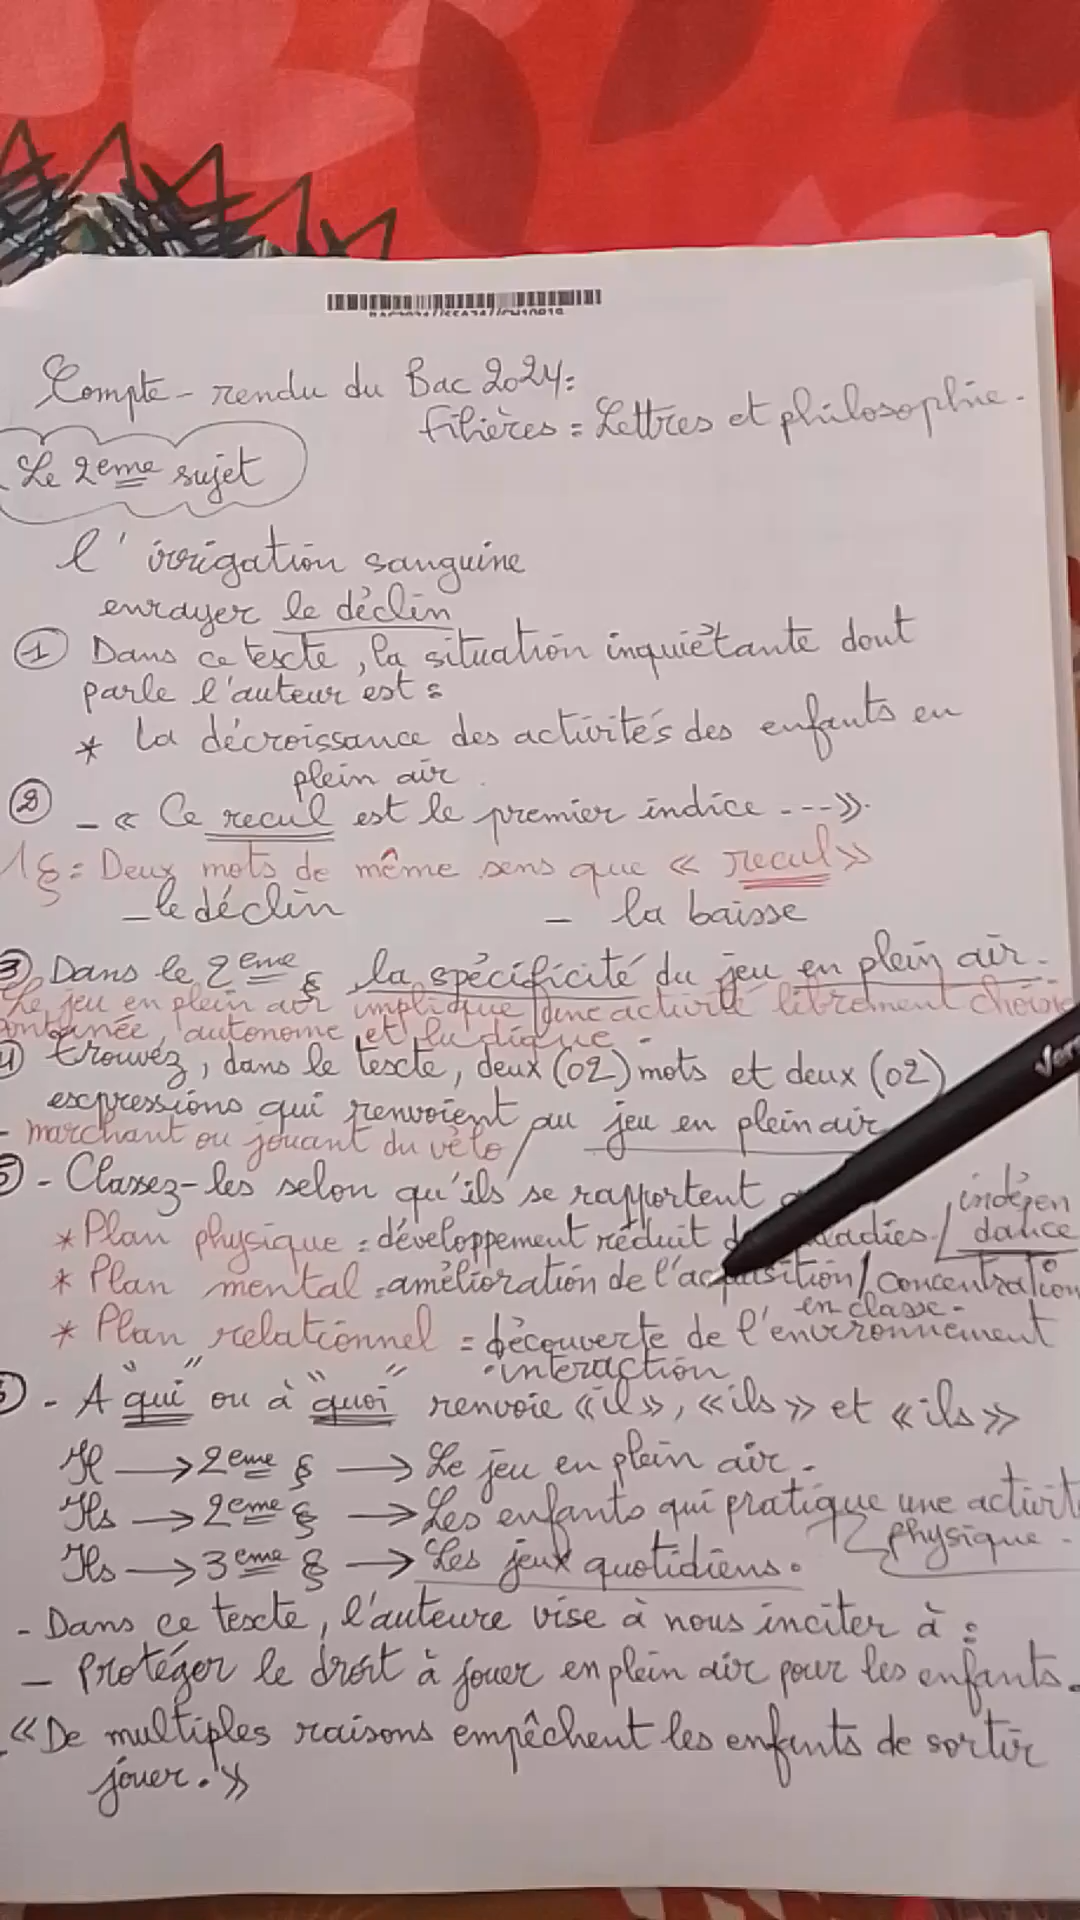 Compte-rendu du Bac 2024:
Filières = Lettres et philosophie.
Le 2eme sujet
l'irrigation sanguine
enrayer le déclin
① Dans ce texte, la situation inquiétante dont
parle l'auteur est :
* la décroissance des activités des enfants en
plein air.
② - « Ce recul est le premier indice ---».
1§ = Deux mots de même sens que « recul»
- le déclin - la baisse
3) Dans le 2eme § la spécificité du jeu en plein air.
Le jeu en plein air implique une activité librement choisie
spontanée, autonome et ludique.
4) trouvez, dans le texte, deux (02) mots et deux (02)
expressions qui renvoient au jeu en plein air
- marchant ou jouant du vélo /
5) - Classez-les selon qu'ils se rapportent
* Plan physique = développement réduit maladies / indépendance
* Plan mental = amélioration de l'acquisition / concentration
en classe.
* Plan relationnel = découverte de l'environnement
. interaction
6) - A "qui" ou à "quoi" renvoie «il», «ils» et «ils»
Il → 2eme § → Le jeu en plein air.
Ils → 2eme § → Les enfants qui pratique une activité
physique.
Ils → 3eme § → Les jeux quotidiens.
- Dans ce texte, l'auteure vise à nous inciter à :
- Protéger le droit à jouer en plein air pour les enfants.
«De multiples raisons empêchent les enfants de sortir
jouer.»